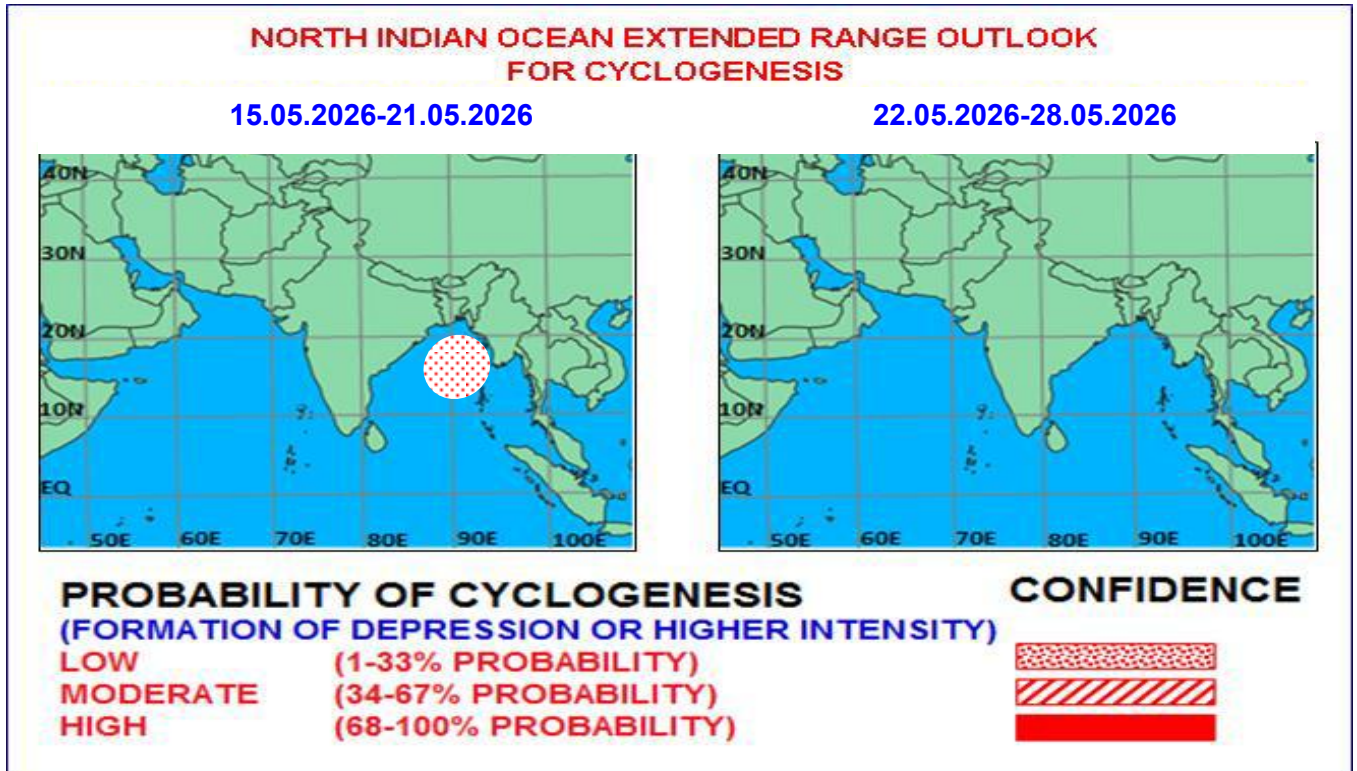 NORTH INDIAN OCEAN EXTENDED RANGE OUTLOOK
FOR CYCLOGENESIS
15.05.2026-21.05.2026
22.05.2026-28.05.2026
40N
30N
20N
10N
EQ
50E 60E 70E 80E 90E 100E
40N
30N
20N
10N
EQ
50E 60E 70E 80E 90E 100E
PROBABILITY OF CYCLOGENESIS CONFIDENCE
(FORMATION OF DEPRESSION OR HIGHER INTENSITY)
LOW (1-33% PROBABILITY)
MODERATE (34-67% PROBABILITY)
HIGH (68-100% PROBABILITY)